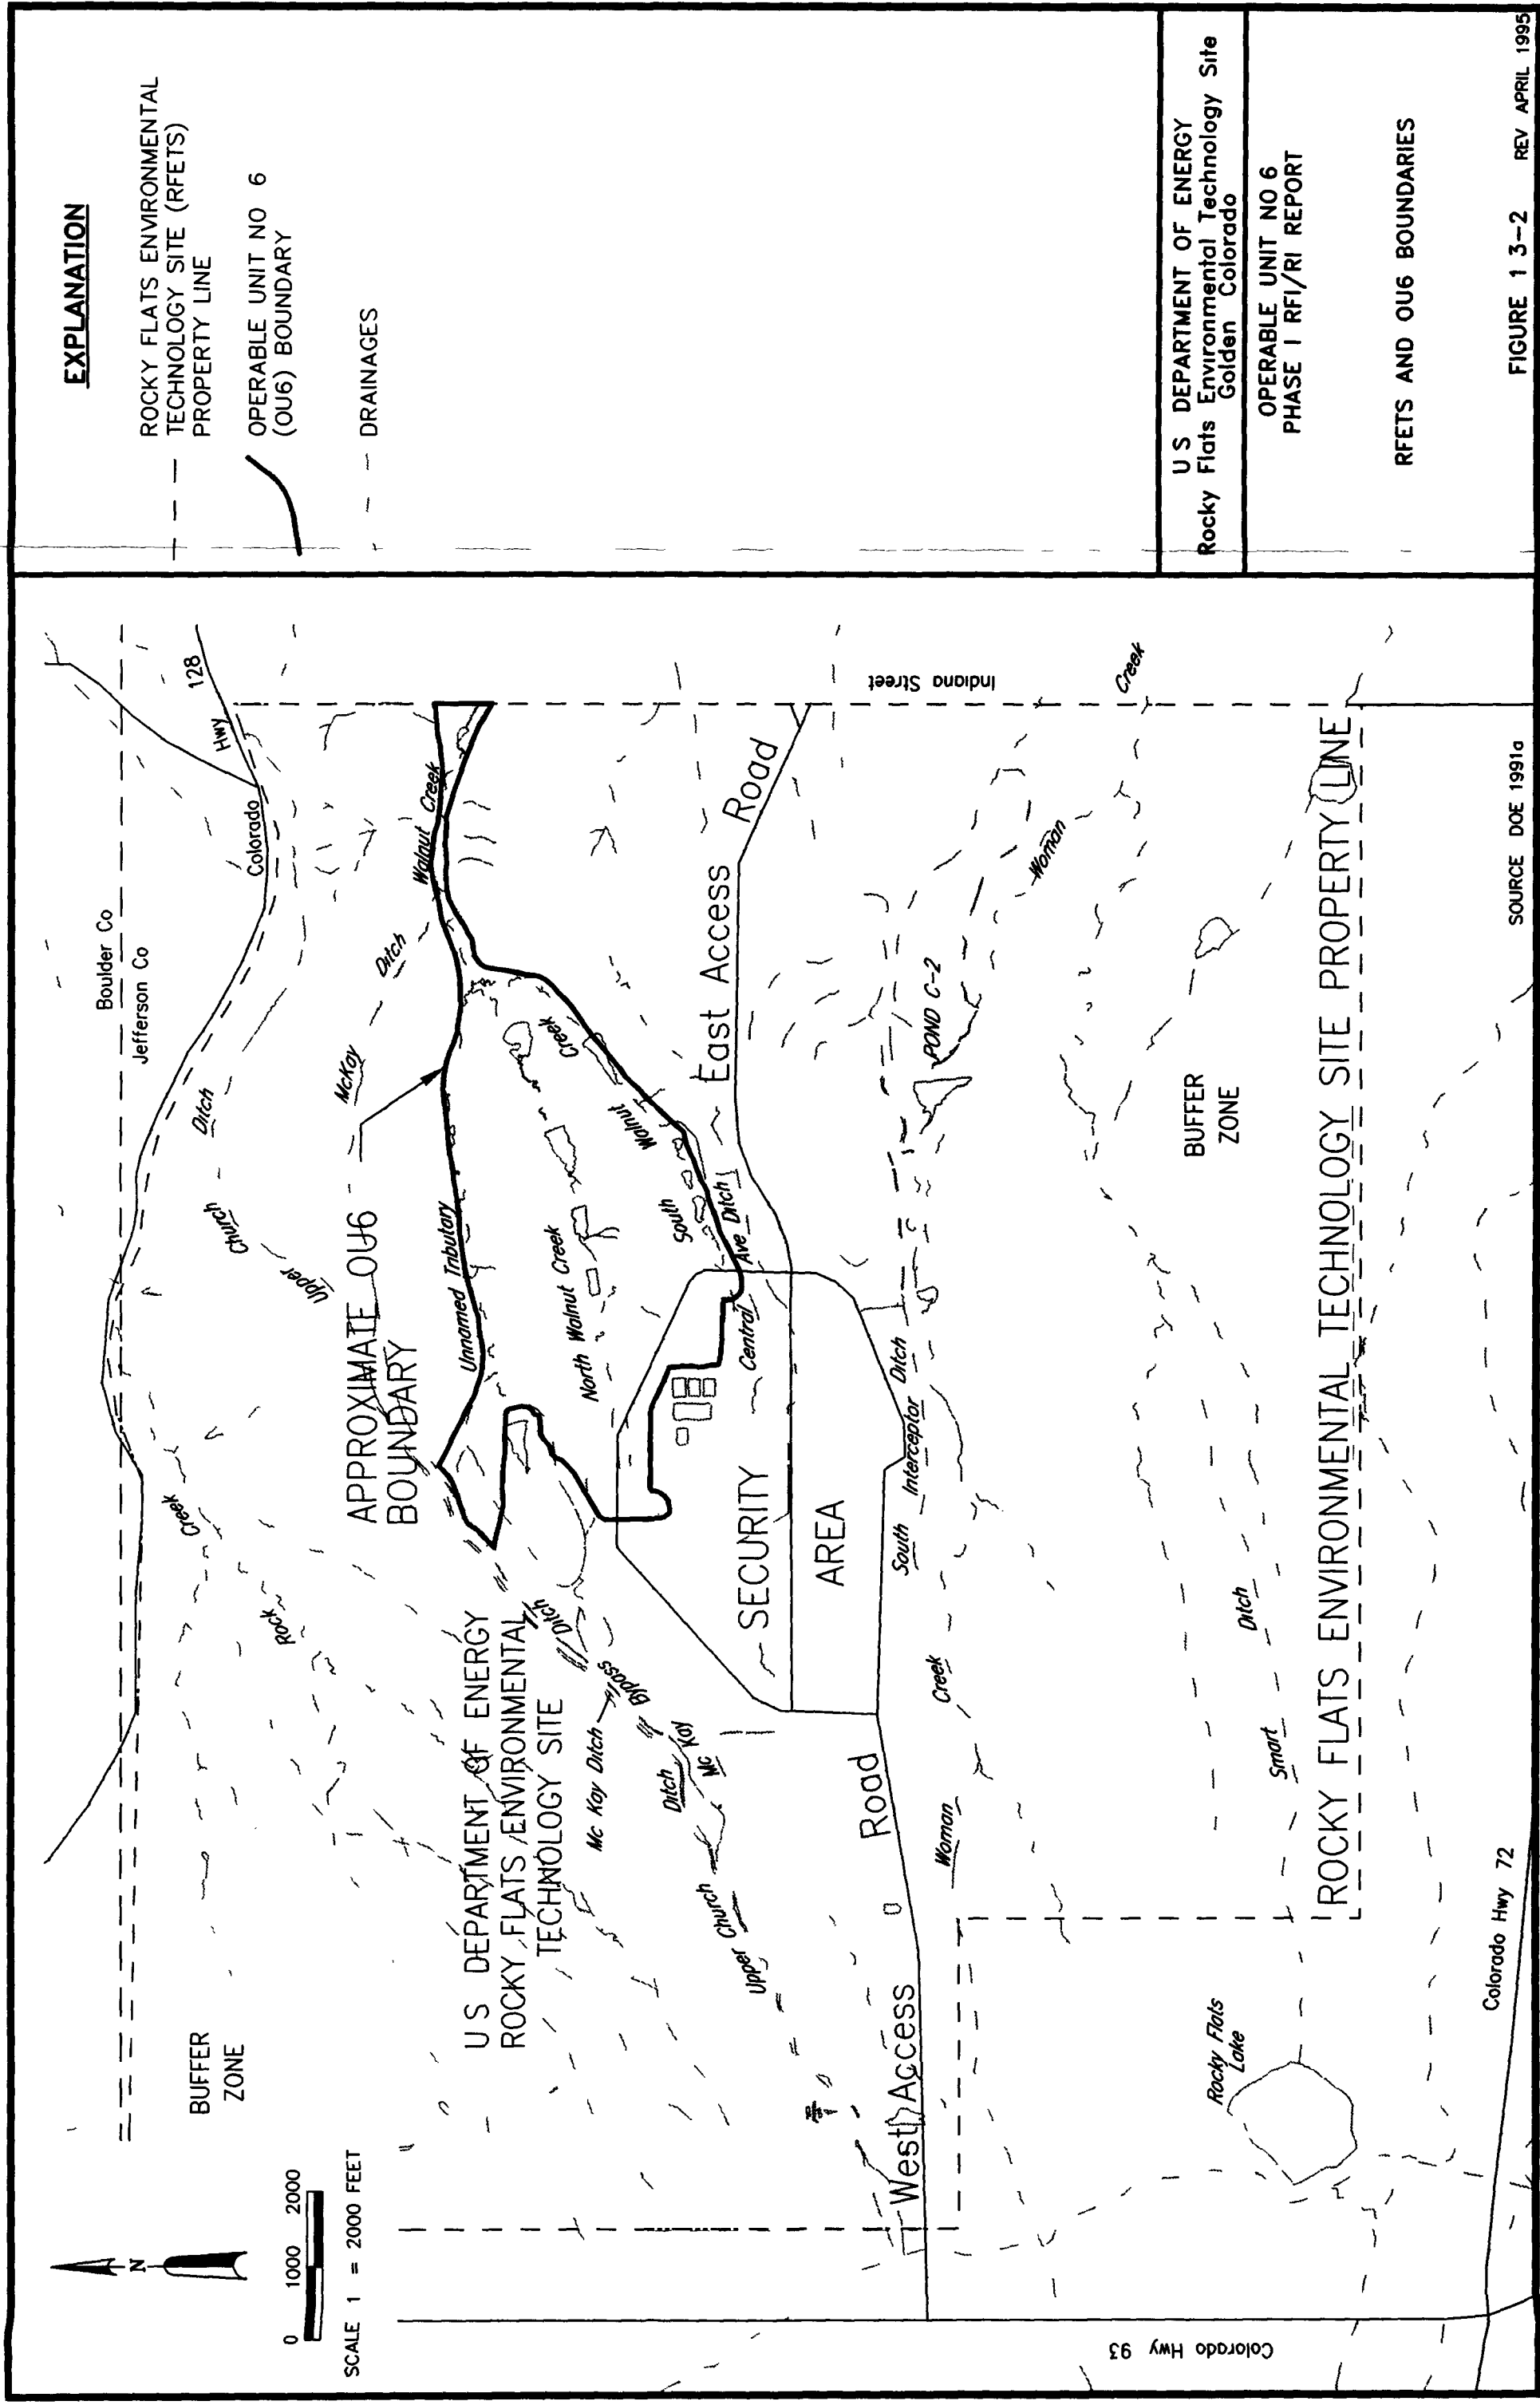 Boulder Co
Jefferson Co
Colorado
Hwy
128
BUFFER
ZONE
N
0 1000 2000
SCALE 1 = 2000 FEET
Rock
Creek
Upper
Church
Ditch
McKay
Ditch
Walnut Creek
APPROXIMATE OU6
BOUNDARY
Unnamed Tributary
U S DEPARTMENT OF ENERGY
ROCKY FLATS ENVIRONMENTAL
TECHNOLOGY SITE
North Walnut Creek
South
Walnut
Creek
Mc Kay Ditch
Bypass
Ditch
Upper Church
Ditch
Mc Kay
Central
Ave Ditch
SECURITY
AREA
East Access
Road
Indiana Street
West Access
Road
South Interceptor Ditch
POND C-2
Woman
Creek
Woman
Creek
BUFFER
ZONE
Smart
Ditch
Rocky Flats
Lake
ROCKY FLATS ENVIRONMENTAL TECHNOLOGY SITE PROPERTY LINE
Colorado Hwy 93
Colorado Hwy 72
SOURCE DOE 1991a
EXPLANATION
ROCKY FLATS ENVIRONMENTAL
TECHNOLOGY SITE (RFETS)
PROPERTY LINE
OPERABLE UNIT NO 6
(OU6) BOUNDARY
DRAINAGES
U S DEPARTMENT OF ENERGY
Rocky Flats Environmental Technology Site
Golden Colorado
OPERABLE UNIT NO 6
PHASE I RFI/RI REPORT
RFETS AND OU6 BOUNDARIES
FIGURE 1 3-2 REV APRIL 1995